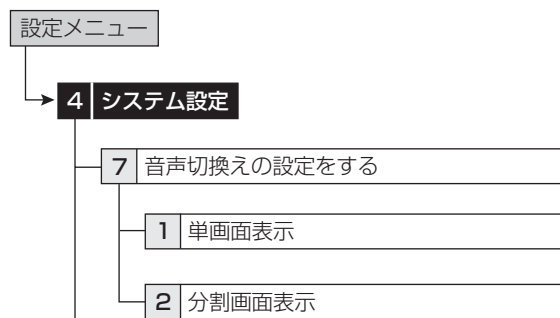 設定メニュー
4 システム設定
7 音声切換えの設定をする
1 単画面表示
2 分割画面表示